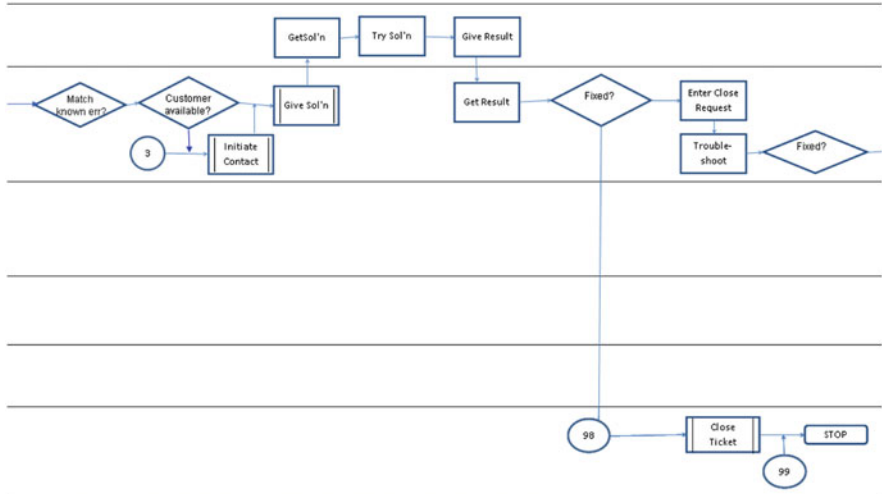 GetSol'n
Try Sol'n
Give Result
Match
known err?
Customer
available?
Give Sol'n
Get Result
Fixed?
Enter Close
Request
3
Initiate
Contact
Trouble-
shoot
Fixed?
98
Close
Ticket
STOP
99